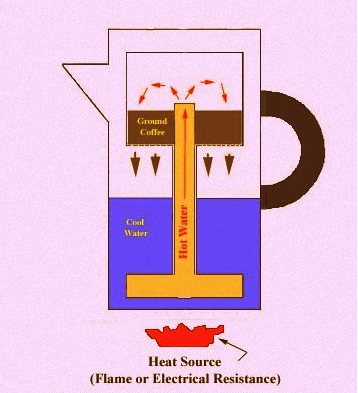 Ground
Coffee
Cool
Water
Hot Water
Heat Source
(Flame or Electrical Resistance)